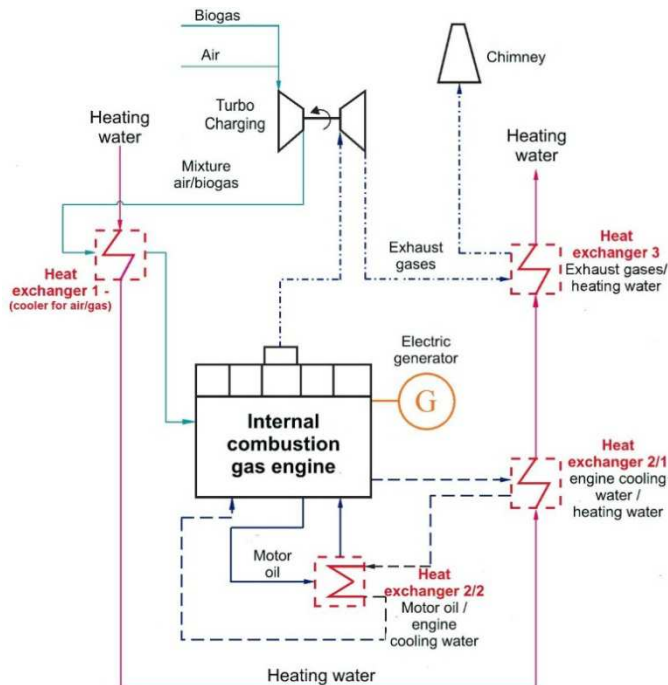 Biogas
Air
Turbo
Charging
Chimney
Heating
water
Mixture
air/biogas
Heating
water
Heat
exchanger 1 -
(cooler for air/gas)
Exhaust
gases
Heat
exchanger 3
Exhaust gases/
heating water
Electric
generator
G
Internal
combustion
gas engine
Heat
exchanger 2/1
engine cooling
water /
heating water
Motor
oil
Heat
exchanger 2/2
Motor oil /
engine
cooling water
Heating water